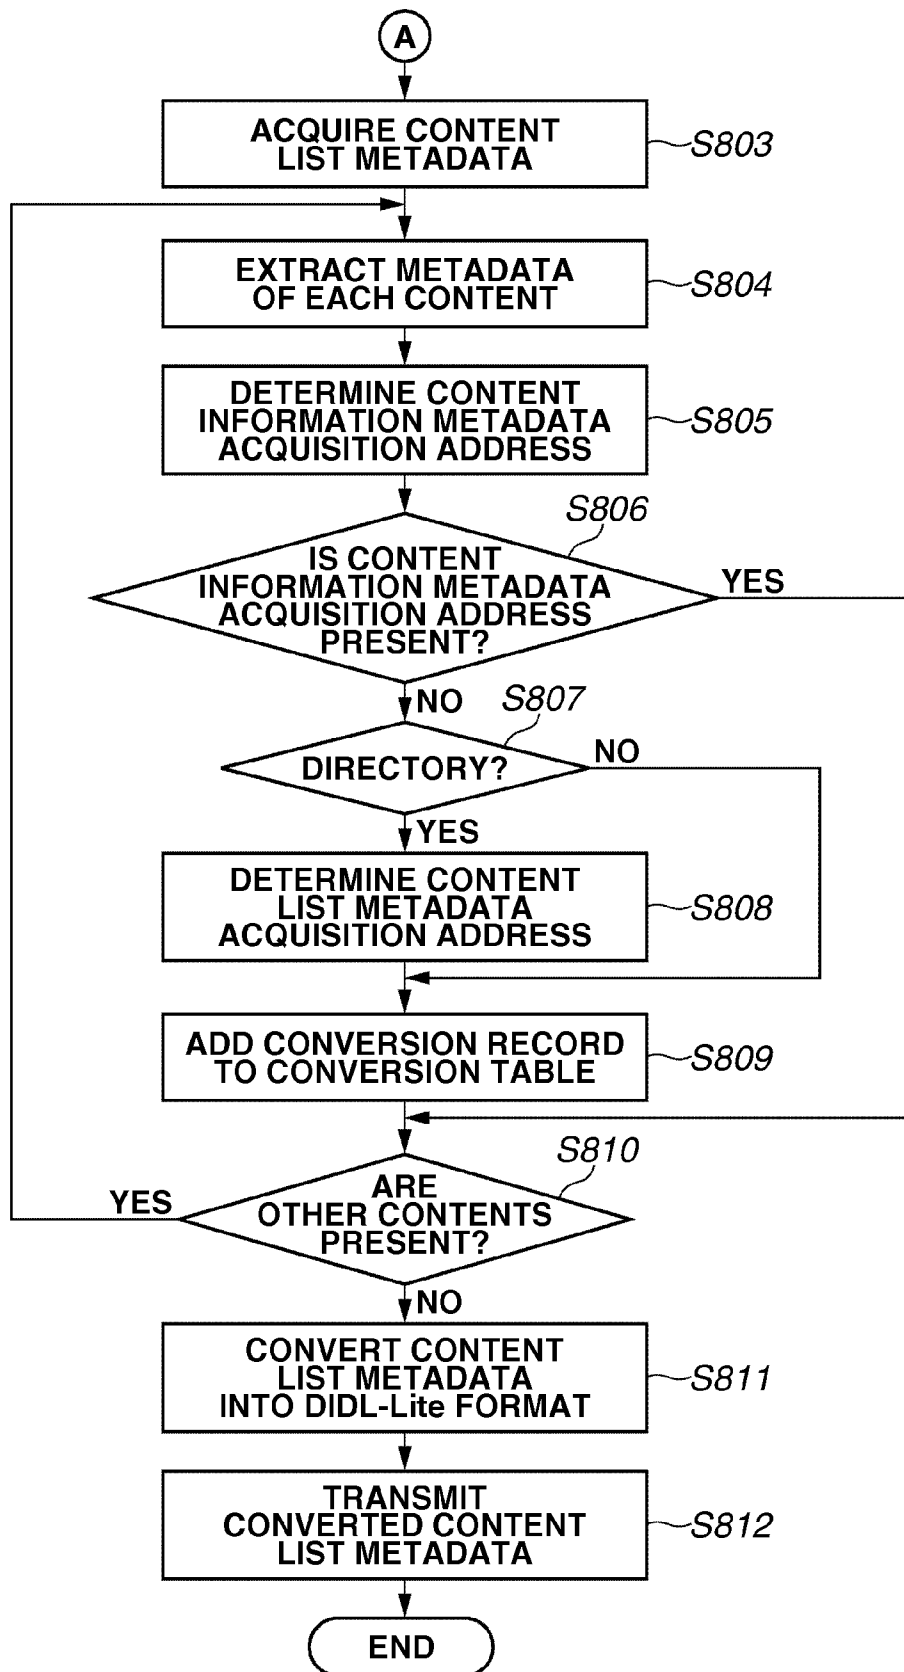 A
ACQUIRE CONTENT
LIST METADATA
S803
EXTRACT METADATA
OF EACH CONTENT
S804
DETERMINE CONTENT
INFORMATION METADATA
ACQUISITION ADDRESS
S805
S806
IS CONTENT
INFORMATION METADATA
ACQUISITION ADDRESS
PRESENT?
YES
NO
S807
DIRECTORY?
NO
YES
DETERMINE CONTENT
LIST METADATA
ACQUISITION ADDRESS
S808
ADD CONVERSION RECORD
TO CONVERSION TABLE
S809
S810
ARE
OTHER CONTENTS
PRESENT?
YES
NO
CONVERT CONTENT
LIST METADATA
INTO DIDL-Lite FORMAT
S811
TRANSMIT
CONVERTED CONTENT
LIST METADATA
S812
END